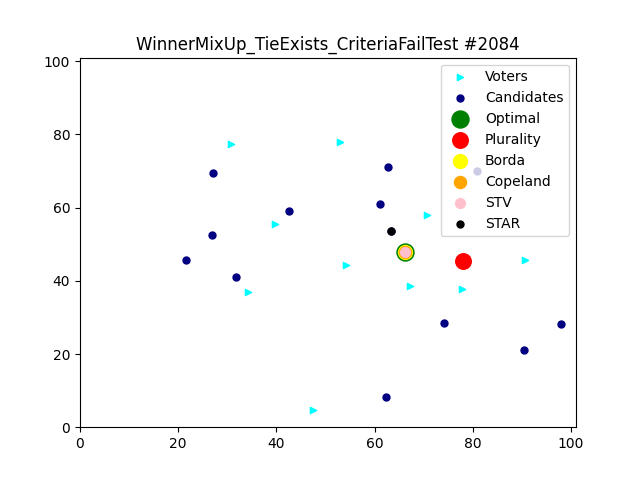 WinnerMixUp_TieExists_CriteriaFailTest #2084
100
80
60
40
20
0
0
20
40
60
80
100
Voters
Candidates
Optimal
Plurality
Borda
Copeland
STV
STAR